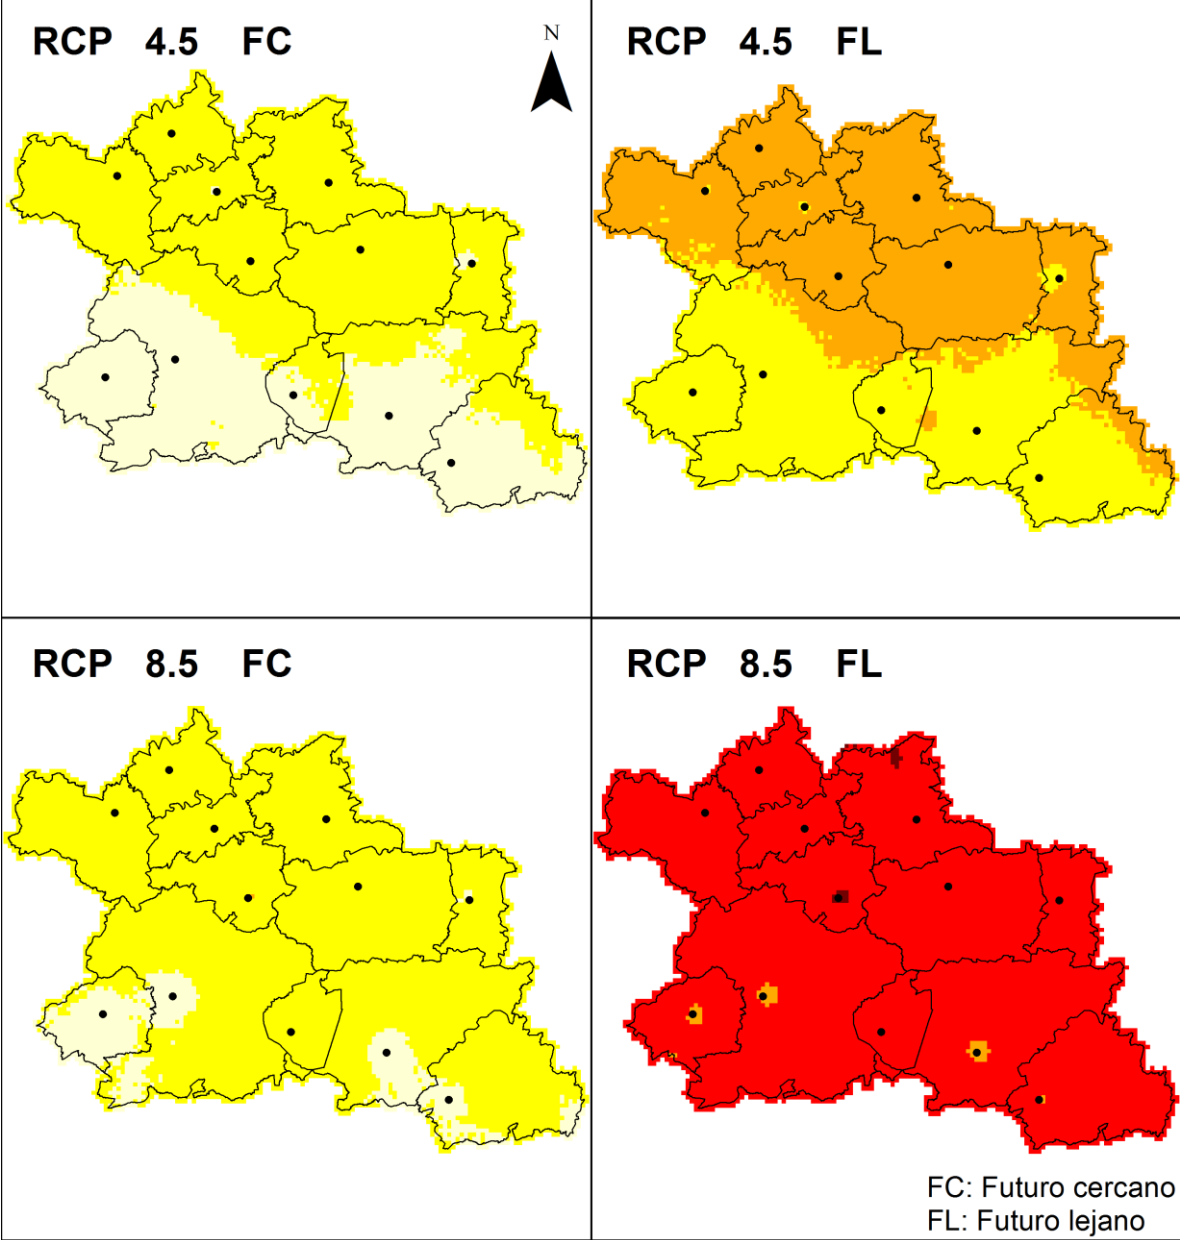 RCP 4.5 FC
N
RCP 4.5 FL
RCP 8.5 FC
RCP 8.5 FL
FC: Futuro cercano
FL: Futuro lejano